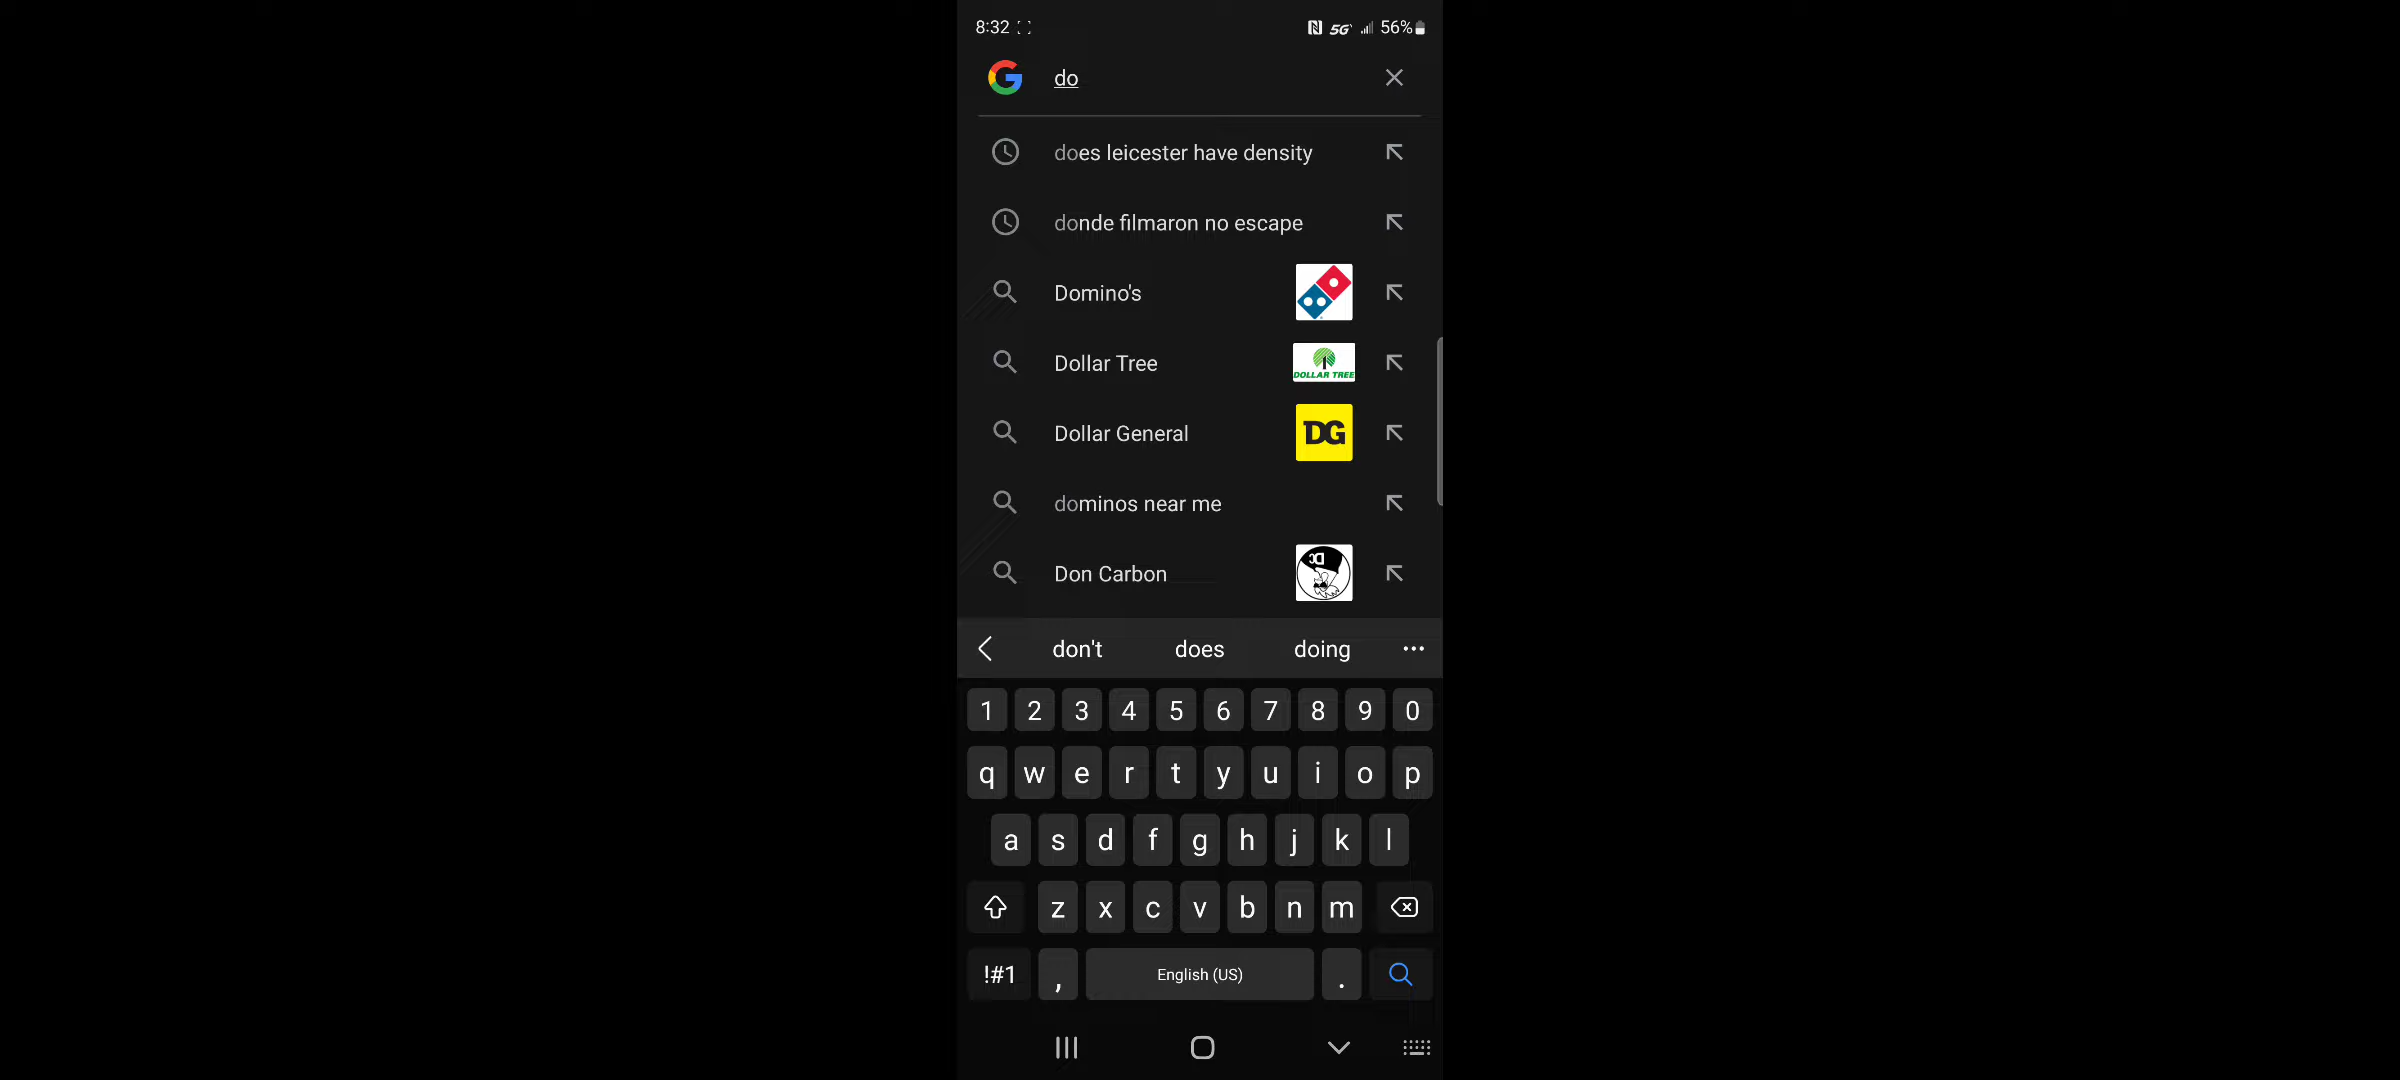 8:32 5G 56%
do
does leicester have density
donde filmaron no escape
Domino's
Dollar Tree
DOLLAR TREE
Dollar General
DG
dominos near me
Don Carbon
DC
don't does doing
1 2 3 4 5 6 7 8 9 0
q w e r t y u i o p
a s d f g h j k l
z x c v b n m
!#1 , English (US) .